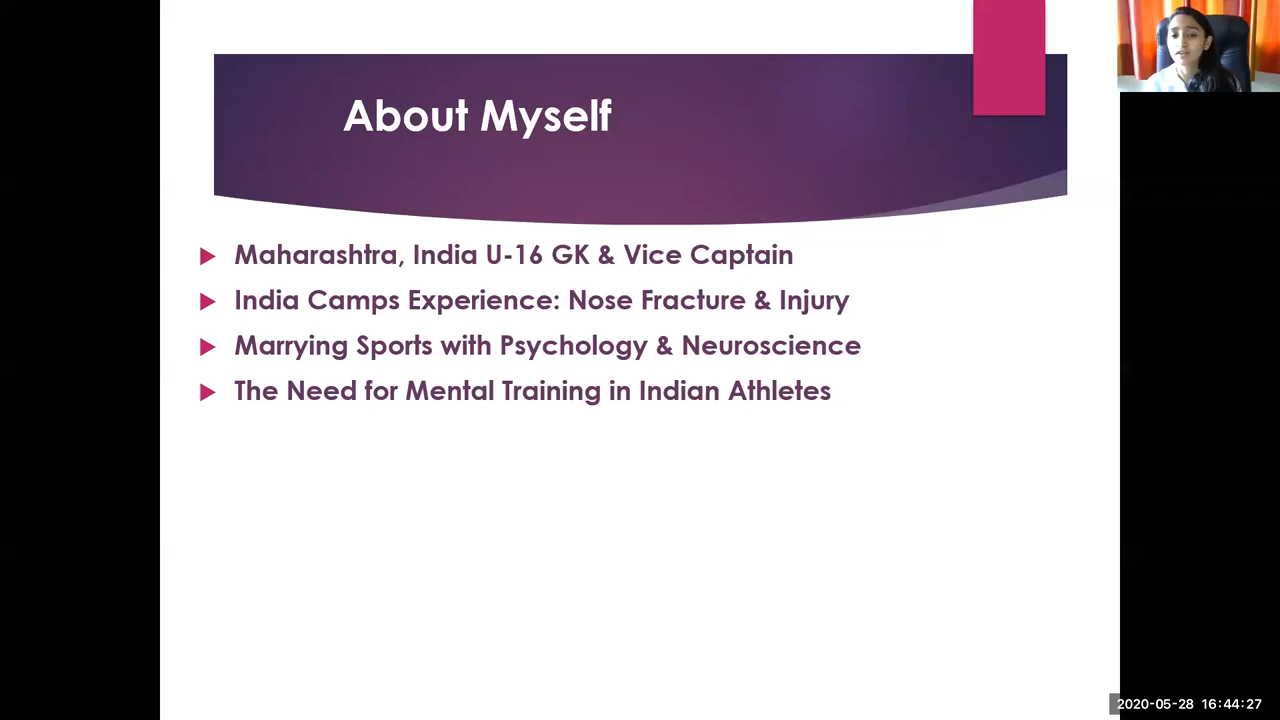 About Myself
Maharashtra, India U-16 GK & Vice Captain
India Camps Experience: Nose Fracture & Injury
Marrying Sports with Psychology & Neuroscience
The Need for Mental Training in Indian Athletes
2020-05-28 16:44:27